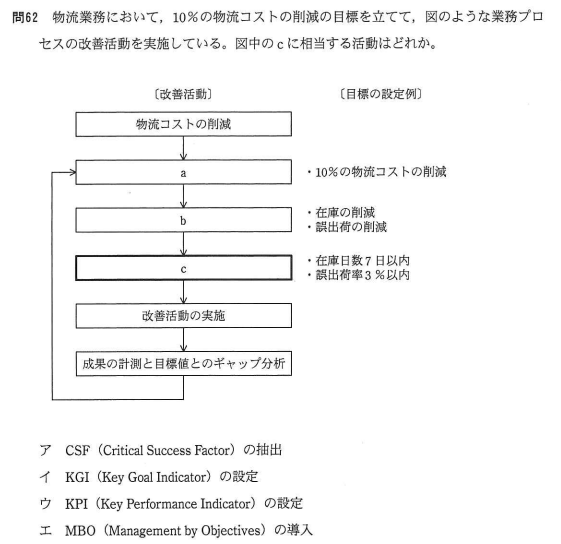 問62 物流業務において，10％の物流コストの削減の目標を立てて，図のような業務プロ
セスの改善活動を実施している。図中のｃに相当する活動はどれか。
〔改善活動〕 〔目標の設定例〕
物流コストの削減
a ・10％の物流コストの削減
b ・在庫の削減
・誤出荷の削減
c ・在庫日数7日以内
・誤出荷率3％以内
改善活動の実施
成果の計測と目標値とのギャップ分析
ア CSF（Critical Success Factor）の抽出
イ KGI（Key Goal Indicator）の設定
ウ KPI（Key Performance Indicator）の設定
エ MBO（Management by Objectives）の導入